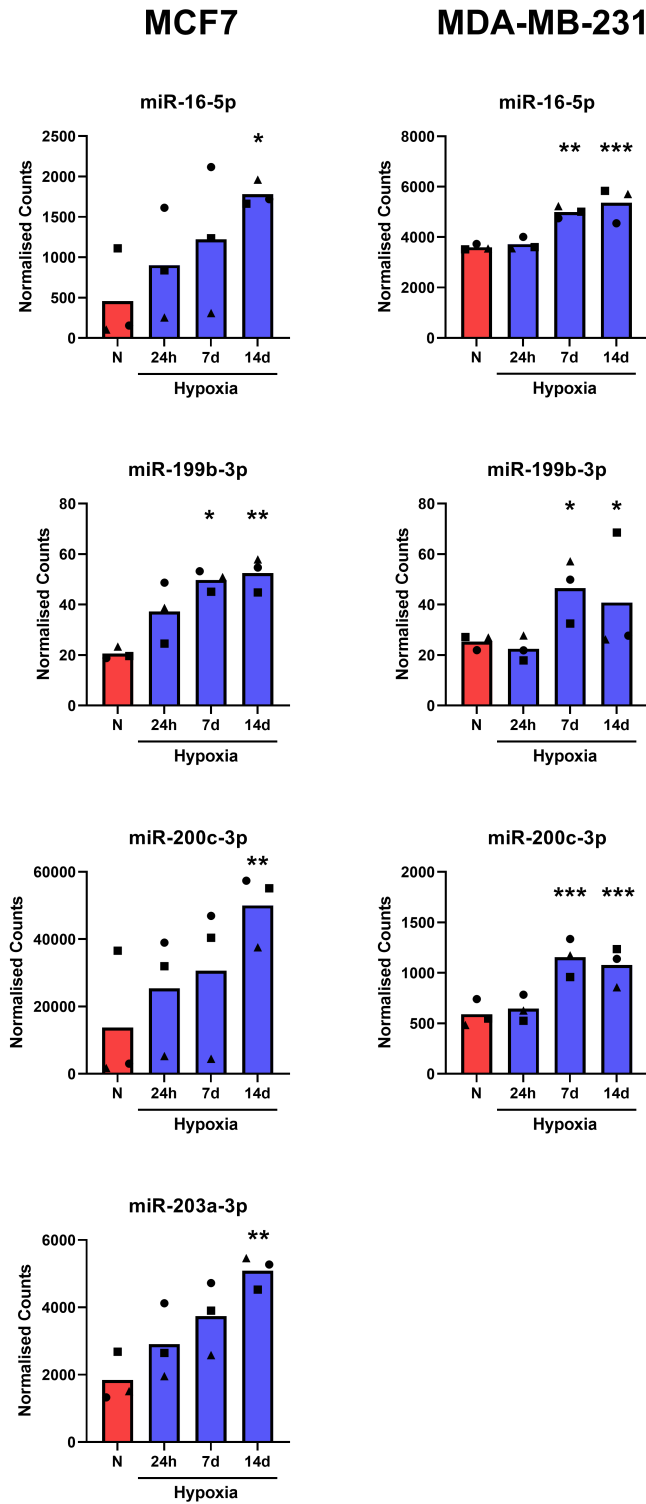 MCF7 MDA-MB-231
miR-16-5p
Normalised Counts
2500
2000
1500
1000
500
0
*
N 24h 7d 14d
Hypoxia
miR-16-5p
Normalised Counts
8000
6000
4000
2000
0
** ***
N 24h 7d 14d
Hypoxia
miR-199b-3p
Normalised Counts
80
60
40
20
0
* **
N 24h 7d 14d
Hypoxia
miR-199b-3p
Normalised Counts
80
60
40
20
0
* *
N 24h 7d 14d
Hypoxia
miR-200c-3p
Normalised Counts
60000
40000
20000
0
**
N 24h 7d 14d
Hypoxia
miR-200c-3p
Normalised Counts
2000
1500
1000
500
0
*** ***
N 24h 7d 14d
Hypoxia
miR-203a-3p
Normalised Counts
6000
4000
2000
0
**
N 24h 7d 14d
Hypoxia